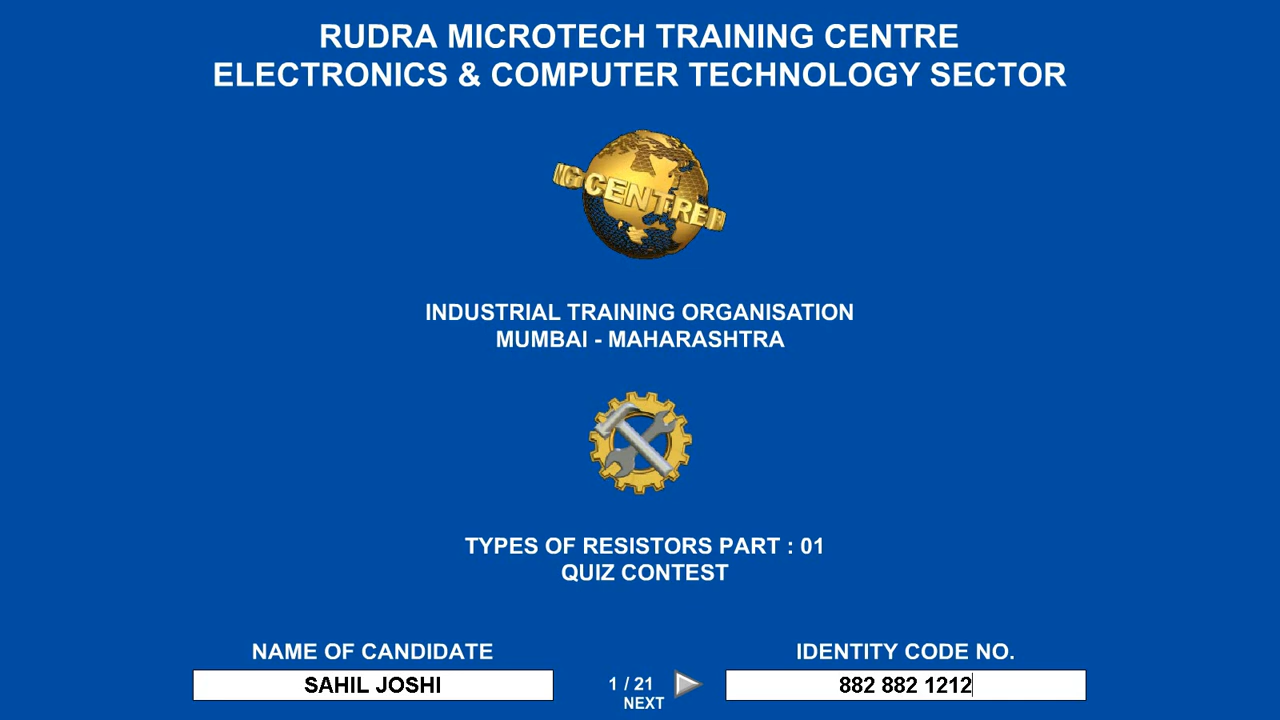 RUDRA MICROTECH TRAINING CENTRE
ELECTRONICS & COMPUTER TECHNOLOGY SECTOR
NG CENTRE
INDUSTRIAL TRAINING ORGANISATION
MUMBAI - MAHARASHTRA
TYPES OF RESISTORS PART : 01
QUIZ CONTEST
NAME OF CANDIDATE
IDENTITY CODE NO.
SAHIL JOSHI
1 / 21
882 882 1212
NEXT